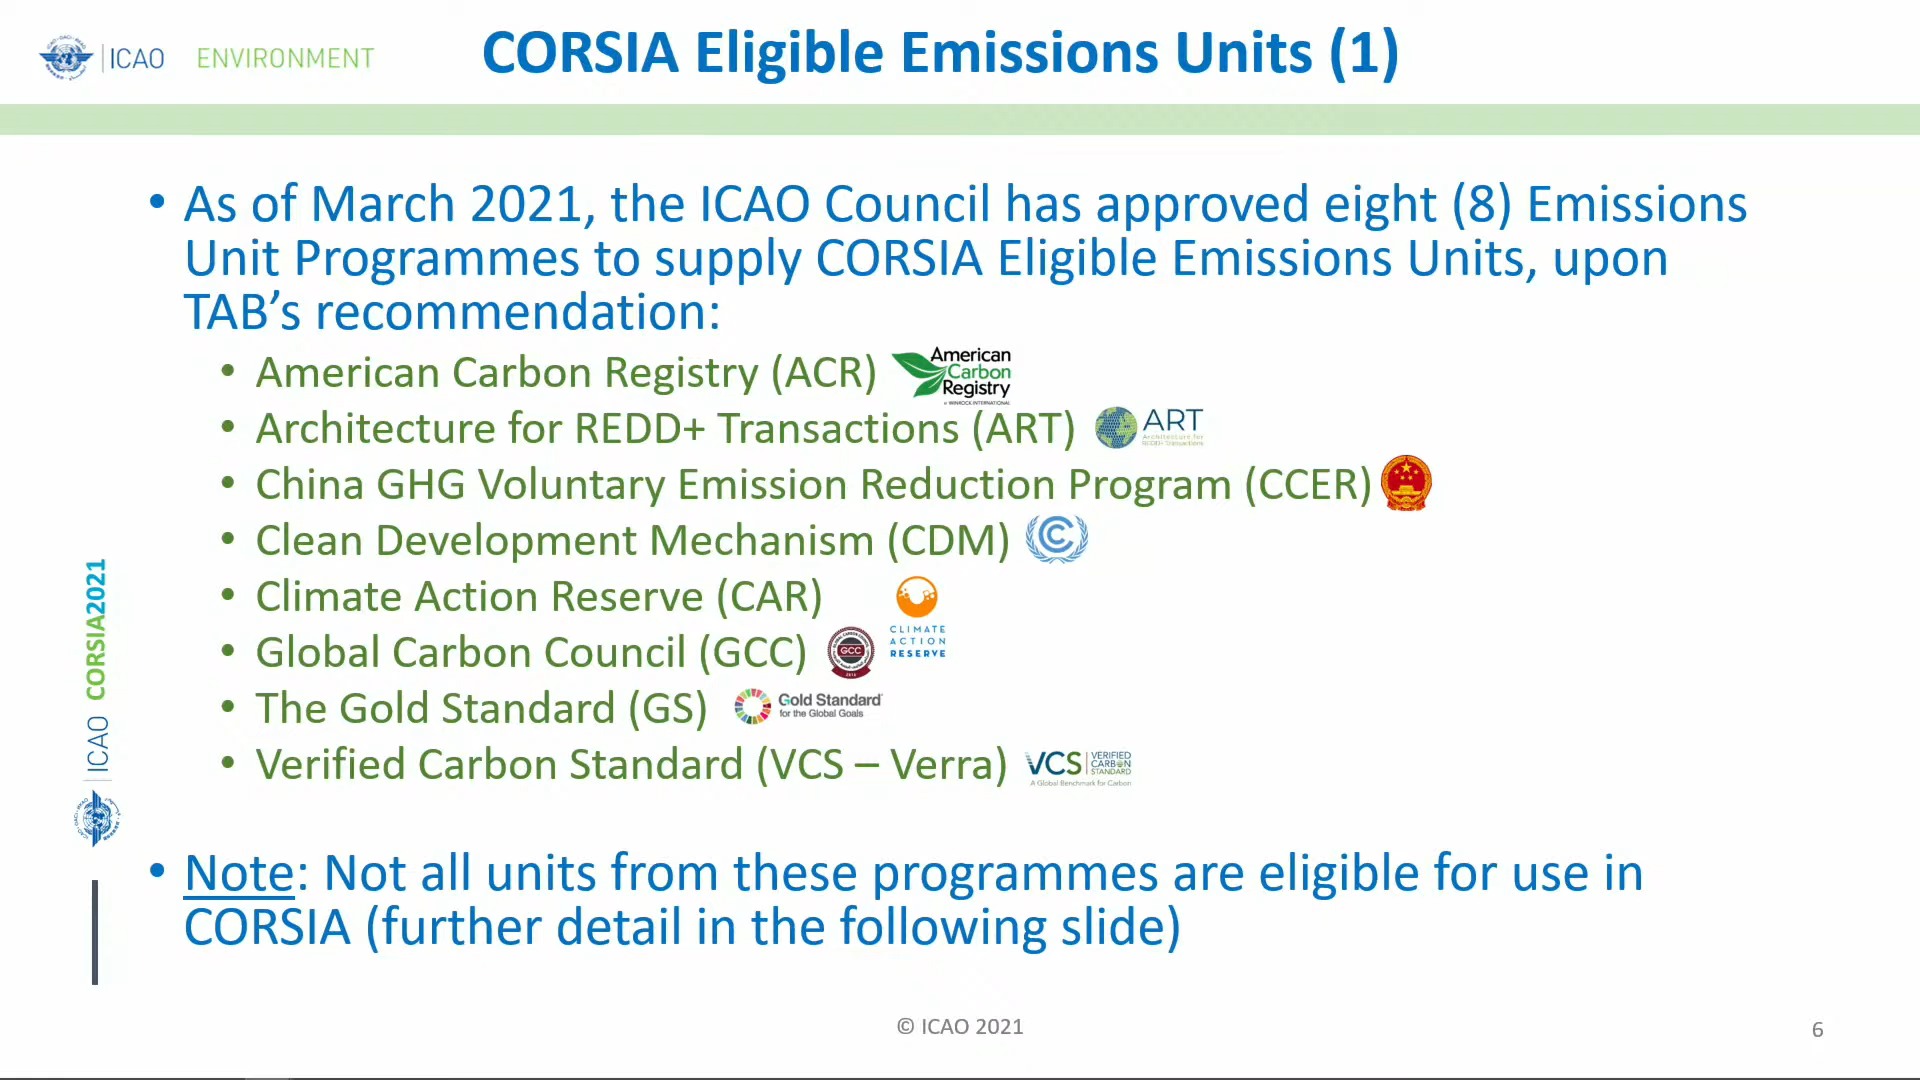 ICAO ENVIRONMENT
CORSIA Eligible Emissions Units (1)
• As of March 2021, the ICAO Council has approved eight (8) Emissions
Unit Programmes to supply CORSIA Eligible Emissions Units, upon
TAB’s recommendation:
• American Carbon Registry (ACR)
American
Carbon
Registry
• Architecture for REDD+ Transactions (ART)
ART
Architecture for
REDD+ Transactions
• China GHG Voluntary Emission Reduction Program (CCER)
• Clean Development Mechanism (CDM)
• Climate Action Reserve (CAR)
CLIMATE
ACTION
RESERVE
• Global Carbon Council (GCC)
GCC
• The Gold Standard (GS)
Gold Standard
for the Global Goals
• Verified Carbon Standard (VCS – Verra)
VCS
VERIFIED
CARBON
STANDARD
A Global Benchmark for Carbon
• Note: Not all units from these programmes are eligible for use in
CORSIA (further detail in the following slide)
ICAO CORSIA2021
© ICAO 2021
6